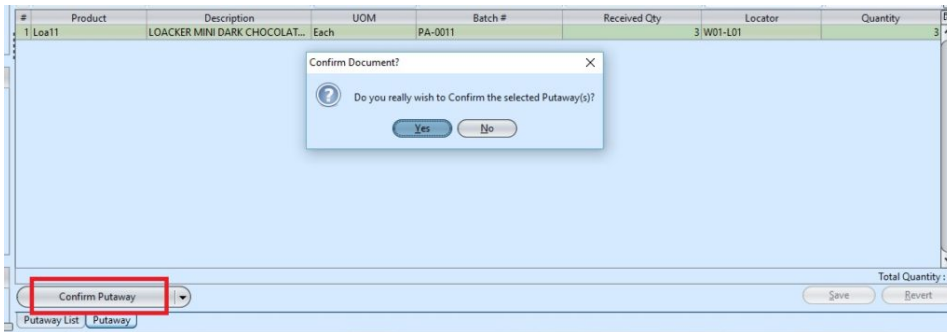 # Product Description UOM Batch # Received Qty Locator Quantity
1 Loa11 LOACKER MINI DARK CHOCOLAT... Each PA-0011 3 W01-L01 3
Confirm Document?
Do you really wish to Confirm the selected Putaway(s)?
Yes No
Total Quantity :
Confirm Putaway Save Revert
Putaway List Putaway